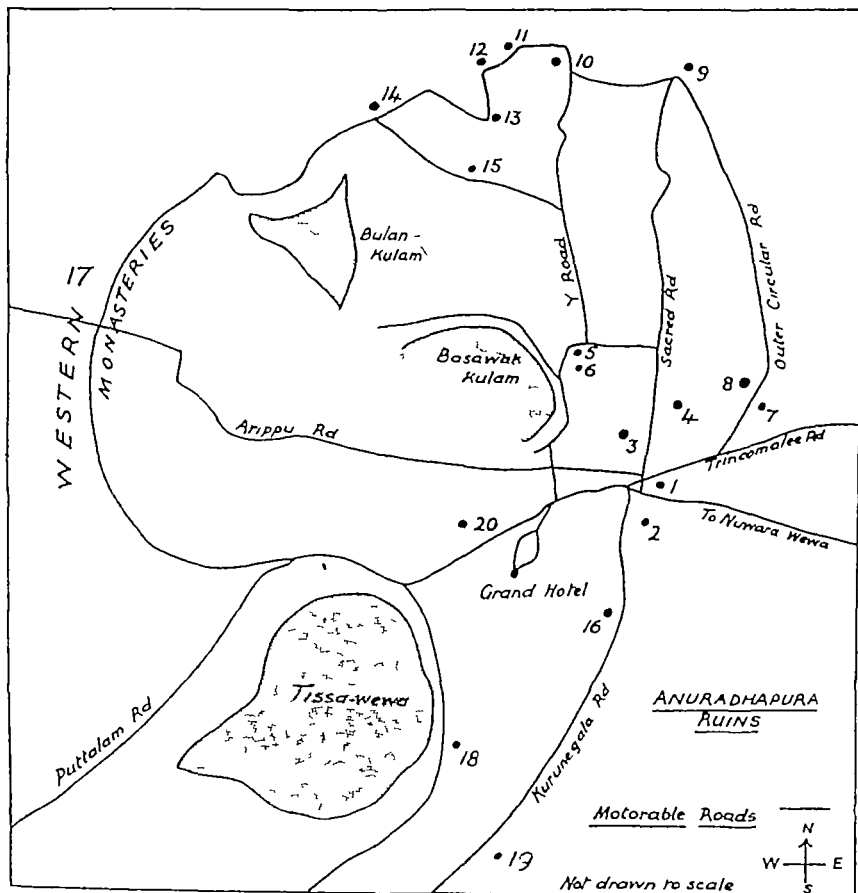 11
12
10
9
14
13
15
Bulan-
Kulam
17
WESTERN
MONASTERIES
Y Road
Sacred Rd
Outer Circular Rd
5
6
Basawak
Kulam
8
7
4
3
Arippu Rd
Trincomalee Rd
1
To Nuwara Wewa
2
20
Grand Hotel
16
Tissa-wewa
Puttalam Rd
Kurunegala Rd
18
19
ANURADHAPURA
RUINS
Motorable Roads
N
W E
S
Not drawn to scale